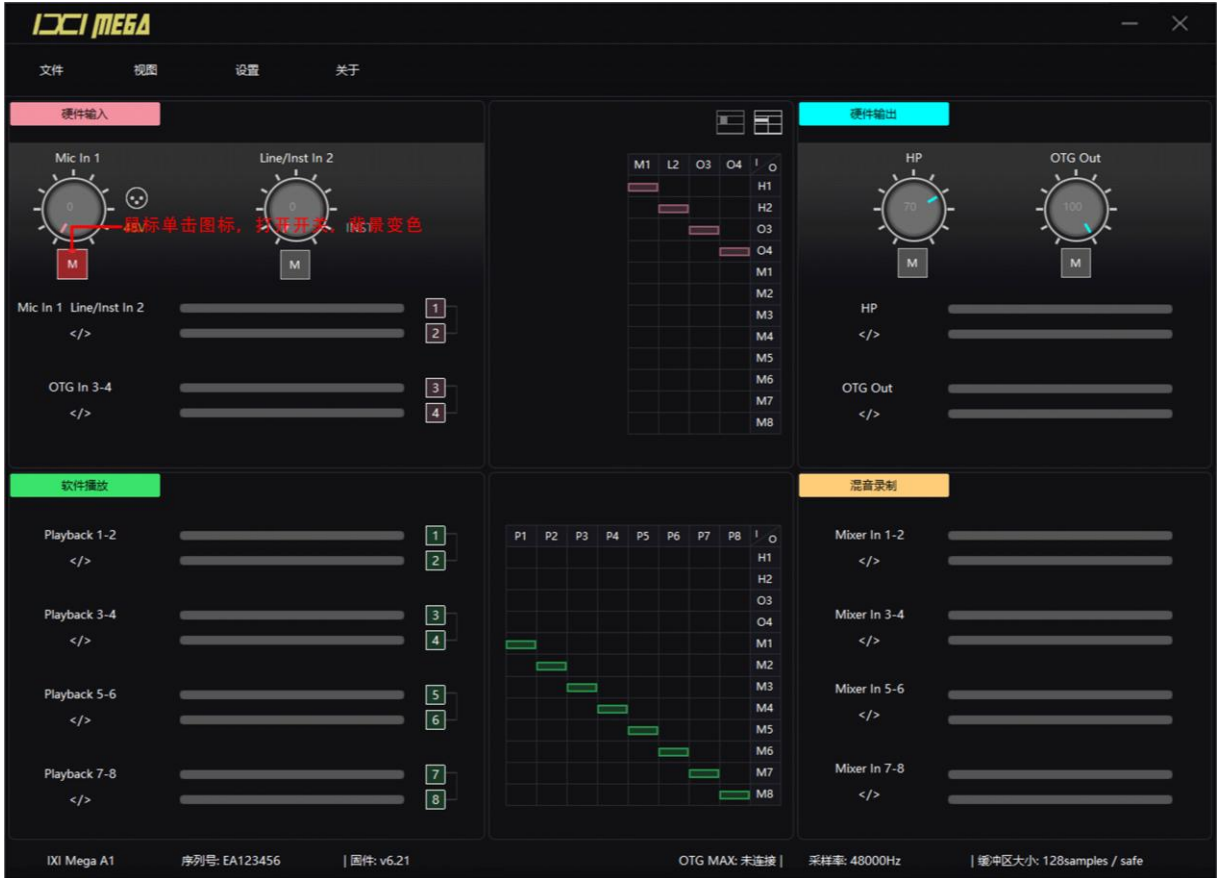 IXI MEGA
文件 视图 设置 关于
硬件输入
Mic In 1 Line/Inst In 2
0 0
48V INST
鼠标单击图标，打开开关，背景变色
M M
Mic In 1 Line/Inst In 2
1
</> 2
OTG In 3-4 3
</> 4
M1 L2 O3 O4 I O
H1
H2
O3
O4
M1
M2
M3
M4
M5
M6
M7
M8
硬件输出
HP OTG Out
70 100
M M
HP
</>
OTG Out
</>
软件播放
Playback 1-2 1
</> 2
Playback 3-4 3
</> 4
Playback 5-6 5
</> 6
Playback 7-8 7
</> 8
P1 P2 P3 P4 P5 P6 P7 P8 I O
H1
H2
O3
O4
M1
M2
M3
M4
M5
M6
M7
M8
混音录制
Mixer In 1-2
</>
Mixer In 3-4
</>
Mixer In 5-6
</>
Mixer In 7-8
</>
IXI Mega A1 序列号: EA123456 | 固件: v6.21 OTG MAX: 未连接 | 采样率: 48000Hz | 缓冲区大小: 128samples / safe